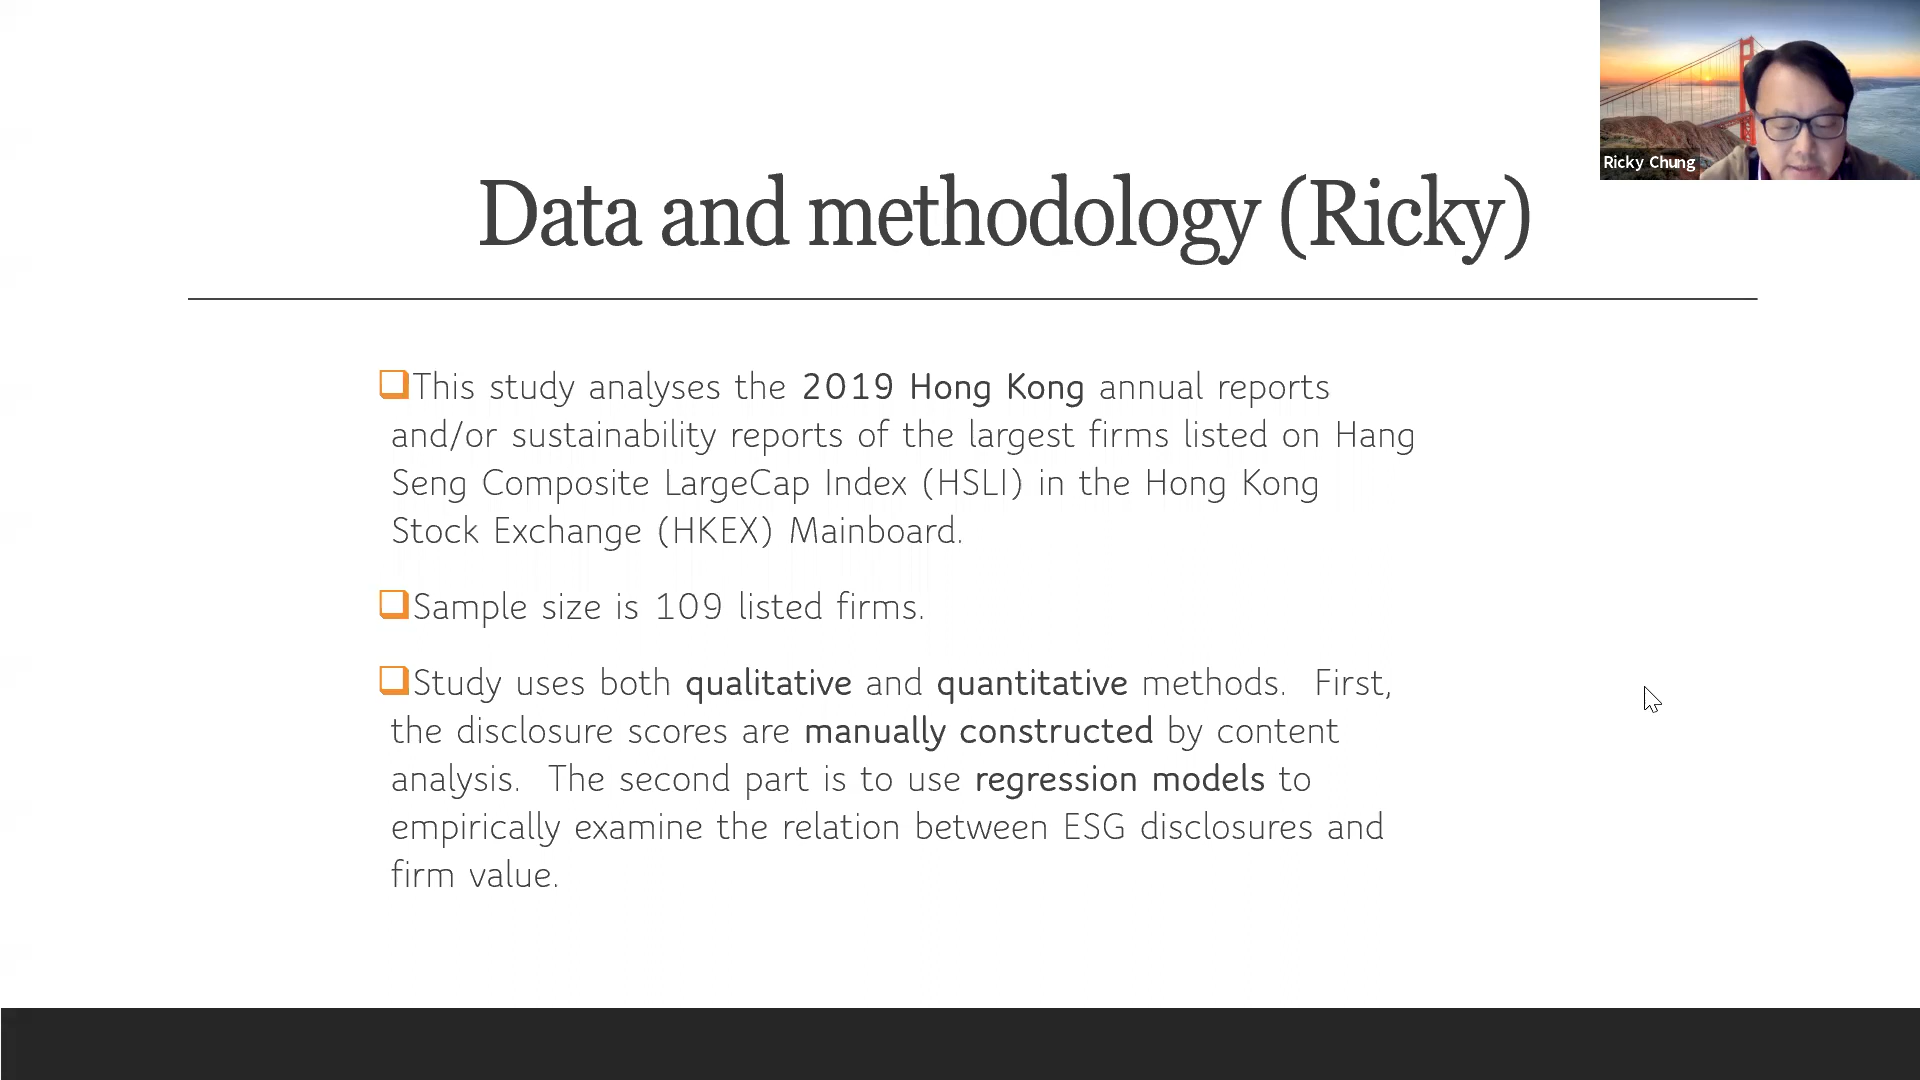 Ricky Chung
Data and methodology (Ricky)
This study analyses the 2019 Hong Kong annual reports
and/or sustainability reports of the largest firms listed on Hang
Seng Composite LargeCap Index (HSLI) in the Hong Kong
Stock Exchange (HKEX) Mainboard.
Sample size is 109 listed firms.
Study uses both qualitative and quantitative methods. First,
the disclosure scores are manually constructed by content
analysis. The second part is to use regression models to
empirically examine the relation between ESG disclosures and
firm value.